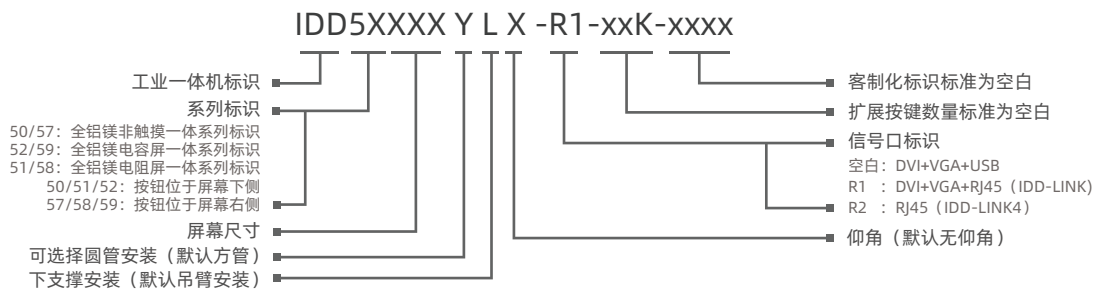 IDD5XXXX Y L X -R1-xxK-xxxx
工业一体机标识
系列标识
50/57：全铝镁非触摸一体系列标识
52/59：全铝镁电容屏一体系列标识
51/58：全铝镁电阻屏一体系列标识
50/51/52：按钮位于屏幕下侧
57/58/59：按钮位于屏幕右侧
屏幕尺寸
可选择圆管安装（默认方管）
下支撑安装（默认吊臂安装）
客制化标识标准为空白
扩展按键数量标准为空白
信号口标识
空白：DVI+VGA+USB
R1 ：DVI+VGA+RJ45（IDD-LINK)
R2 ：RJ45（IDD-LINK4）
仰角（默认无仰角）